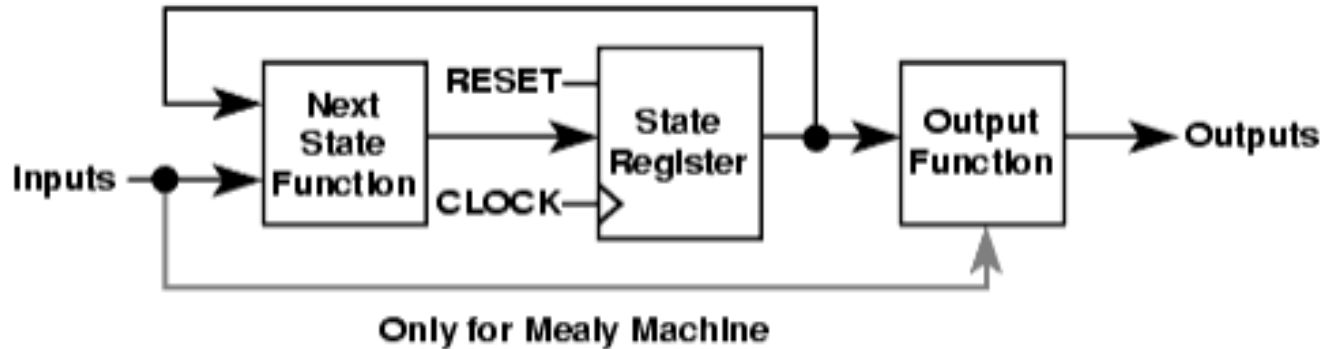 Inputs
Next
State
Function
RESET
CLOCK
State
Register
Output
Function
Outputs
Only for Mealy Machine